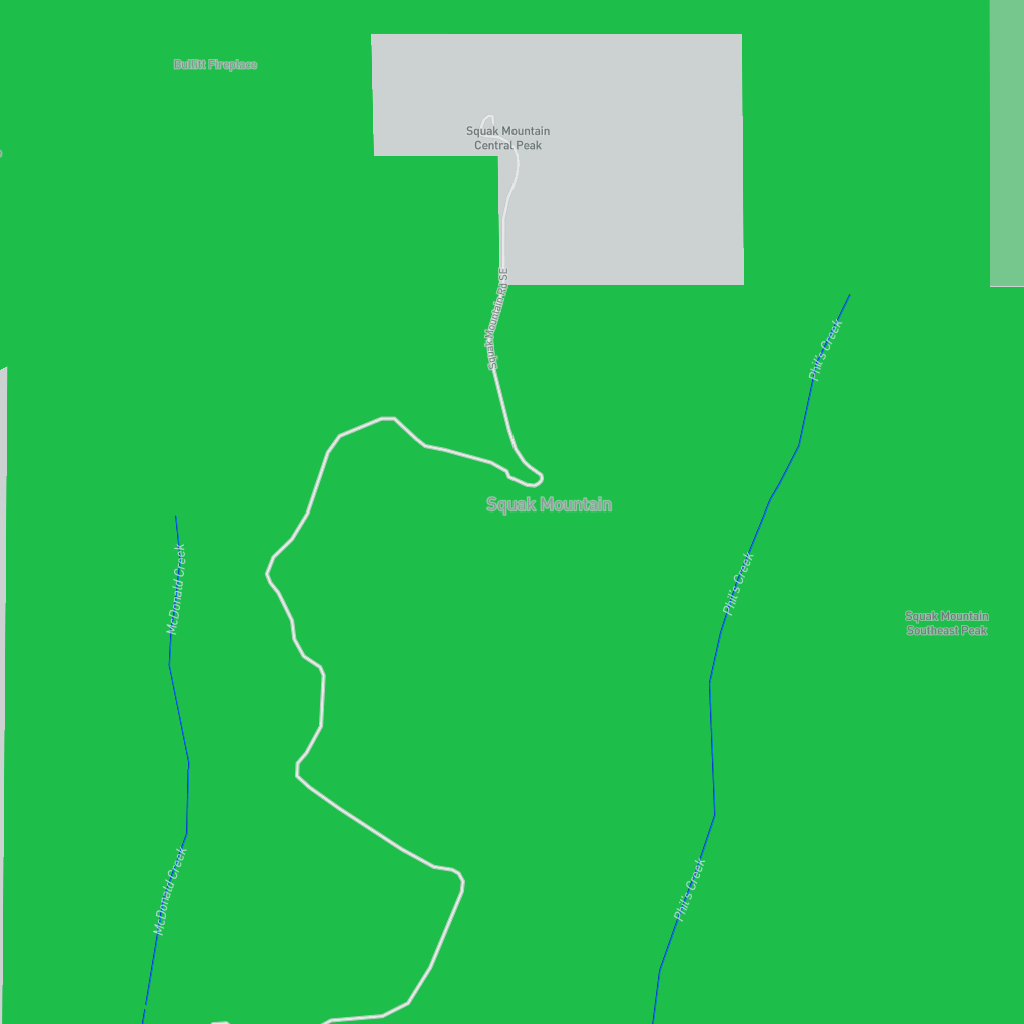 Bullitt Fireplace
Squak Mountain
Central Peak
Squak Mountain Rd SE
Phil's Creek
Squak Mountain
McDonald Creek
Phil's Creek
Squak Mountain
Southeast Peak
McDonald Creek
Phil's Creek